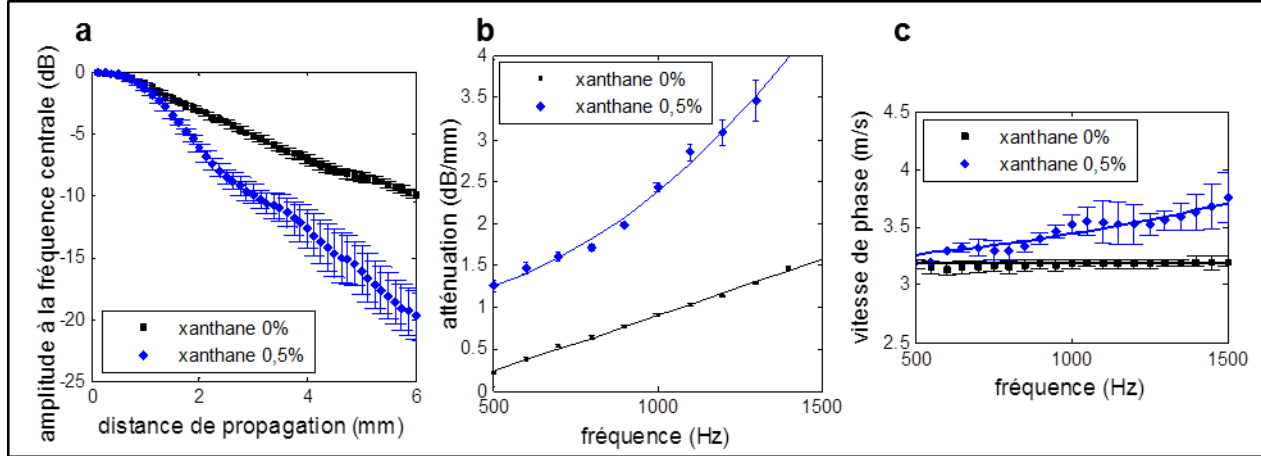 a
amplitude à la fréquence centrale (dB)
0
-5
-10
-15
-20
-25
xanthane 0%
xanthane 0,5%
0 2 4 6
distance de propagation (mm)
b
atténuation (dB/mm)
4
3.5
3
2.5
2
1.5
1
0.5
0
xanthane 0%
xanthane 0,5%
500 1000 1500
fréquence (Hz)
c
vitesse de phase (m/s)
4.5
4
3.5
3
2.5
xanthane 0%
xanthane 0,5%
500 1000 1500
fréquence (Hz)